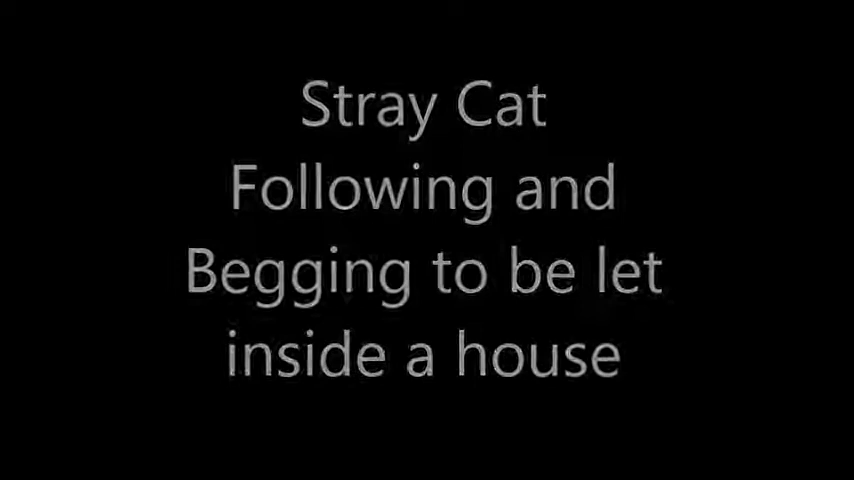 Stray Cat
Following and
Begging to be let
inside a house